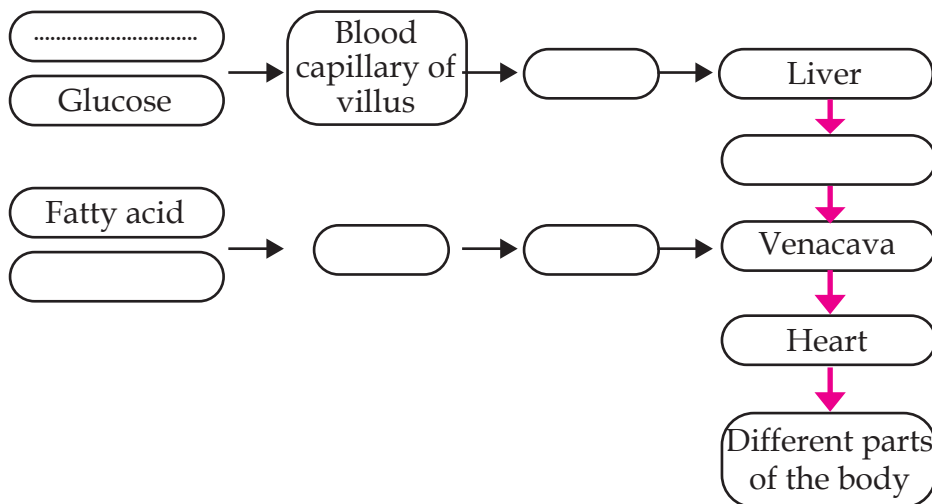 ..............................
Glucose
Blood
capillary of
villus
Liver
Fatty acid
Venacava
Heart
Different parts
of the body